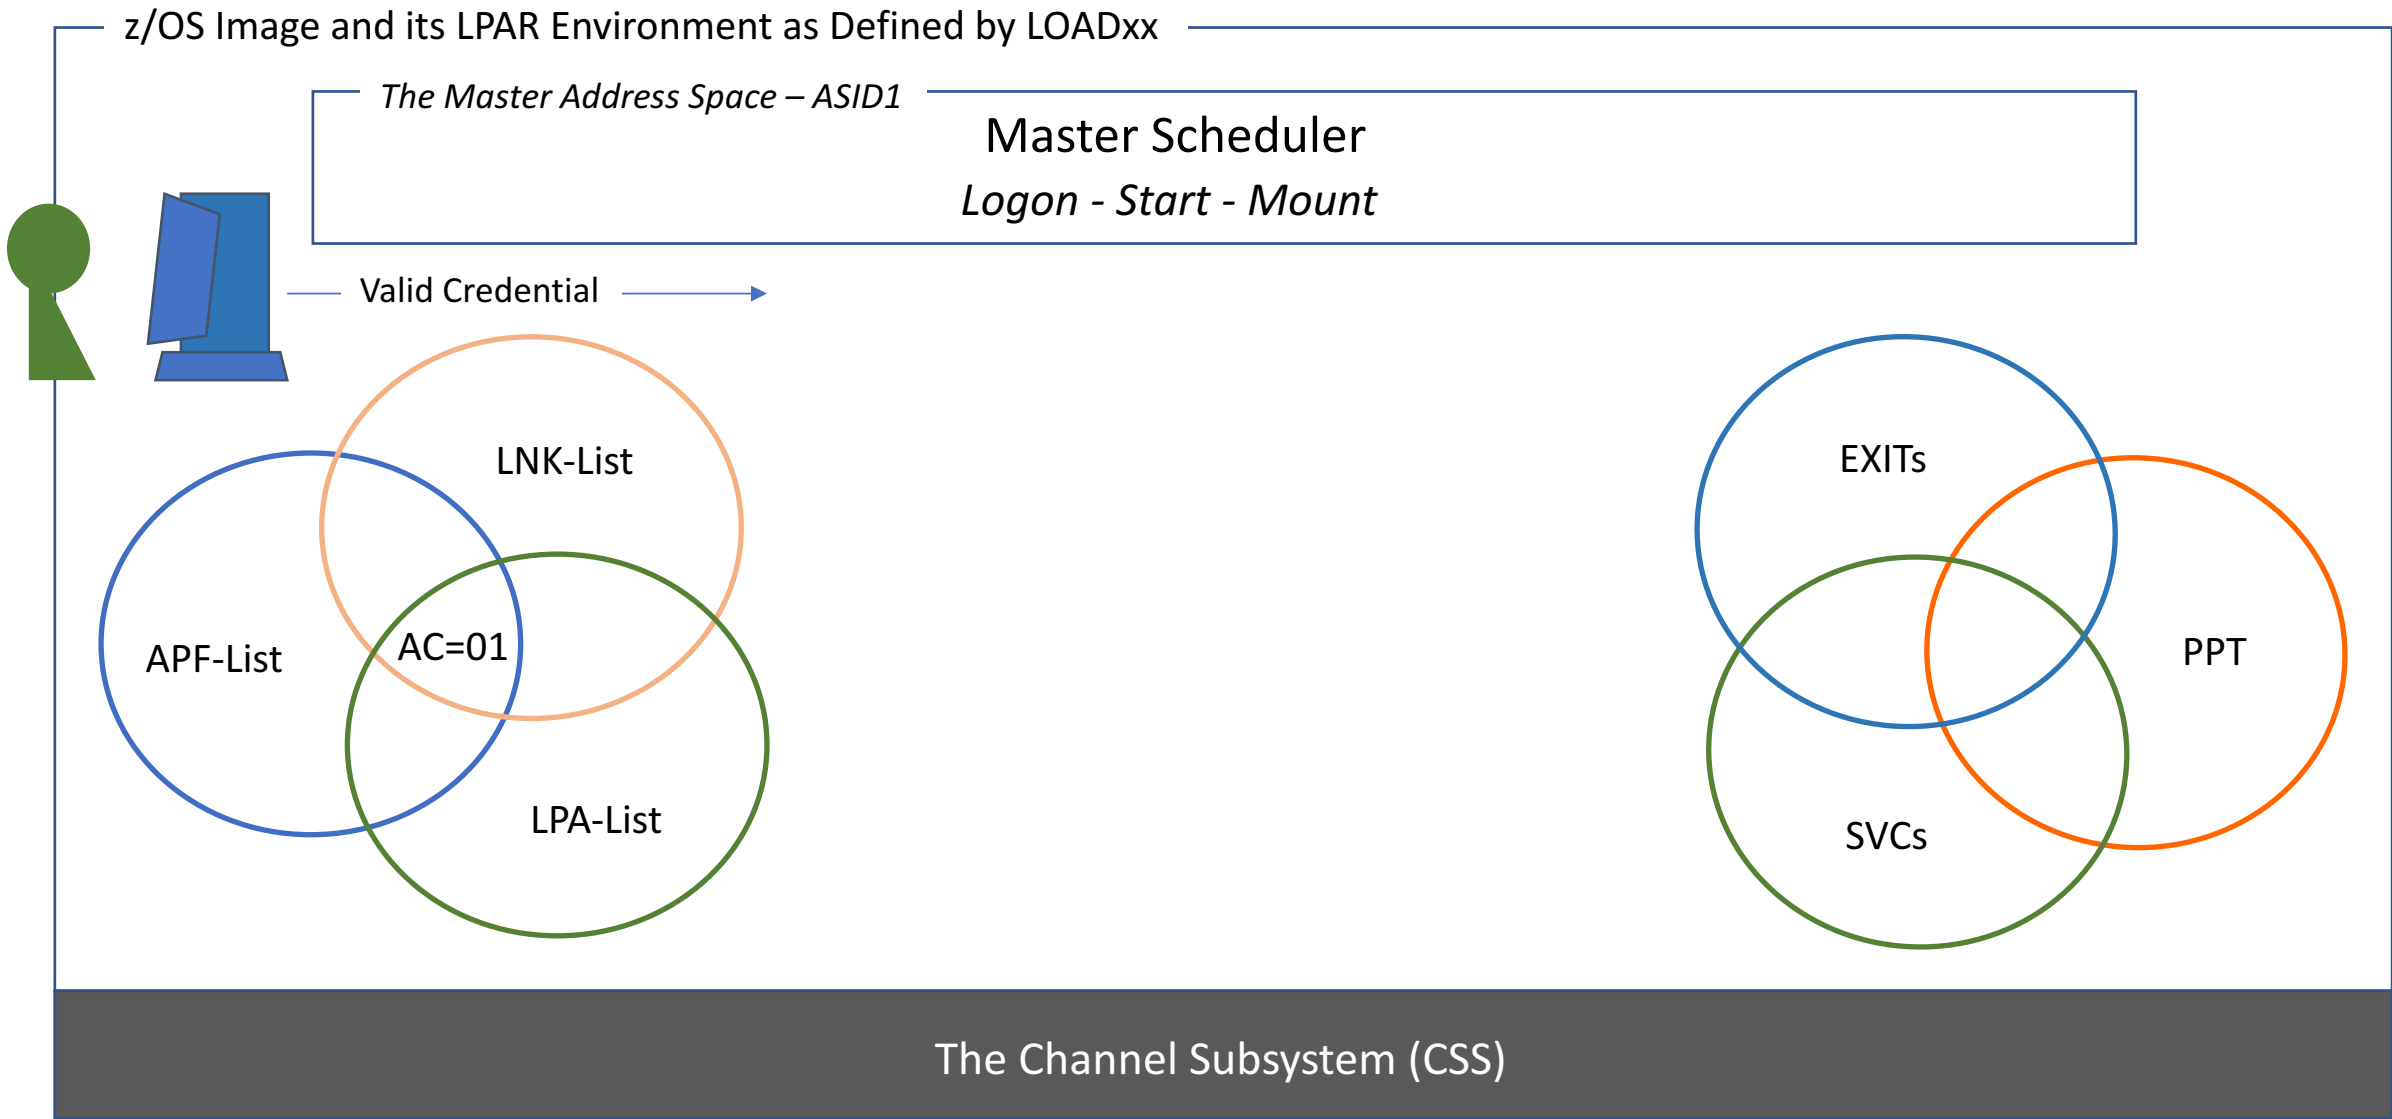 z/OS Image and its LPAR Environment as Defined by LOADxx
The Master Address Space – ASID1
Master Scheduler
Logon - Start - Mount
Valid Credential
LNK-List
APF-List
AC=01
LPA-List
EXITs
PPT
SVCs
The Channel Subsystem (CSS)